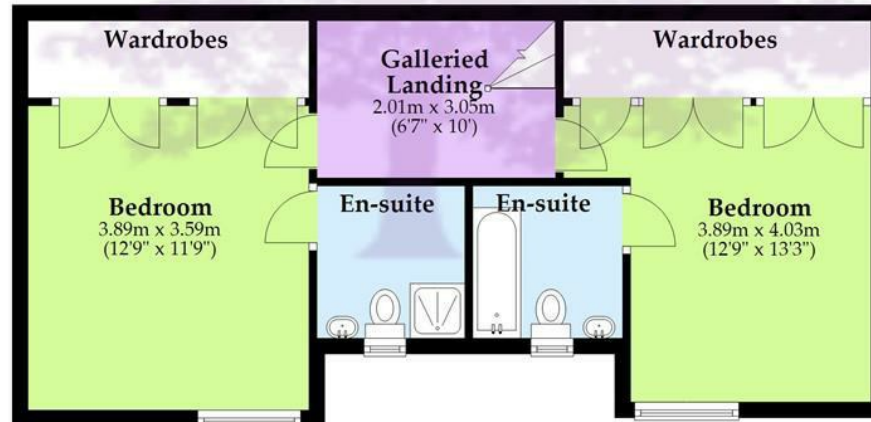 Wardrobes
Galleried
Landing
2.01m x 3.05m
(6'7" x 10')
Wardrobes
Bedroom
3.89m x 3.59m
(12'9" x 11'9")
En-suite
En-suite
Bedroom
3.89m x 4.03m
(12'9" x 13'3")